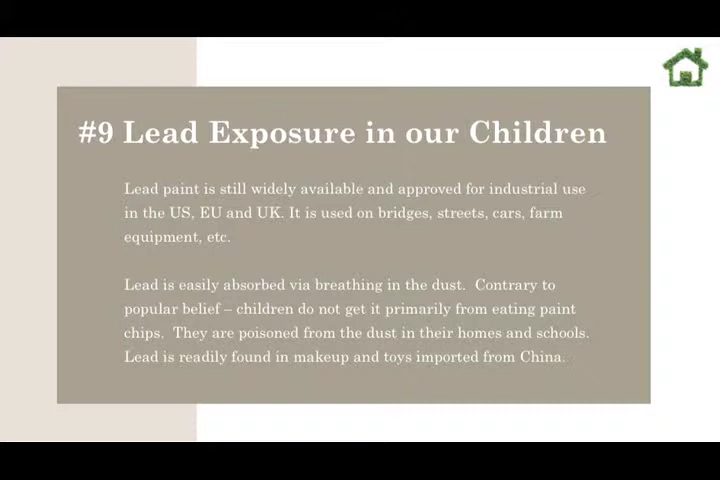 #9 Lead Exposure in our Children
Lead paint is still widely available and approved for industrial use
in the US, EU and UK. It is used on bridges, streets, cars, farm
equipment, etc.
Lead is easily absorbed via breathing in the dust.  Contrary to
popular belief – children do not get it primarily from eating paint
chips.  They are poisoned from the dust in their homes and schools.
Lead is readily found in makeup and toys imported from China.